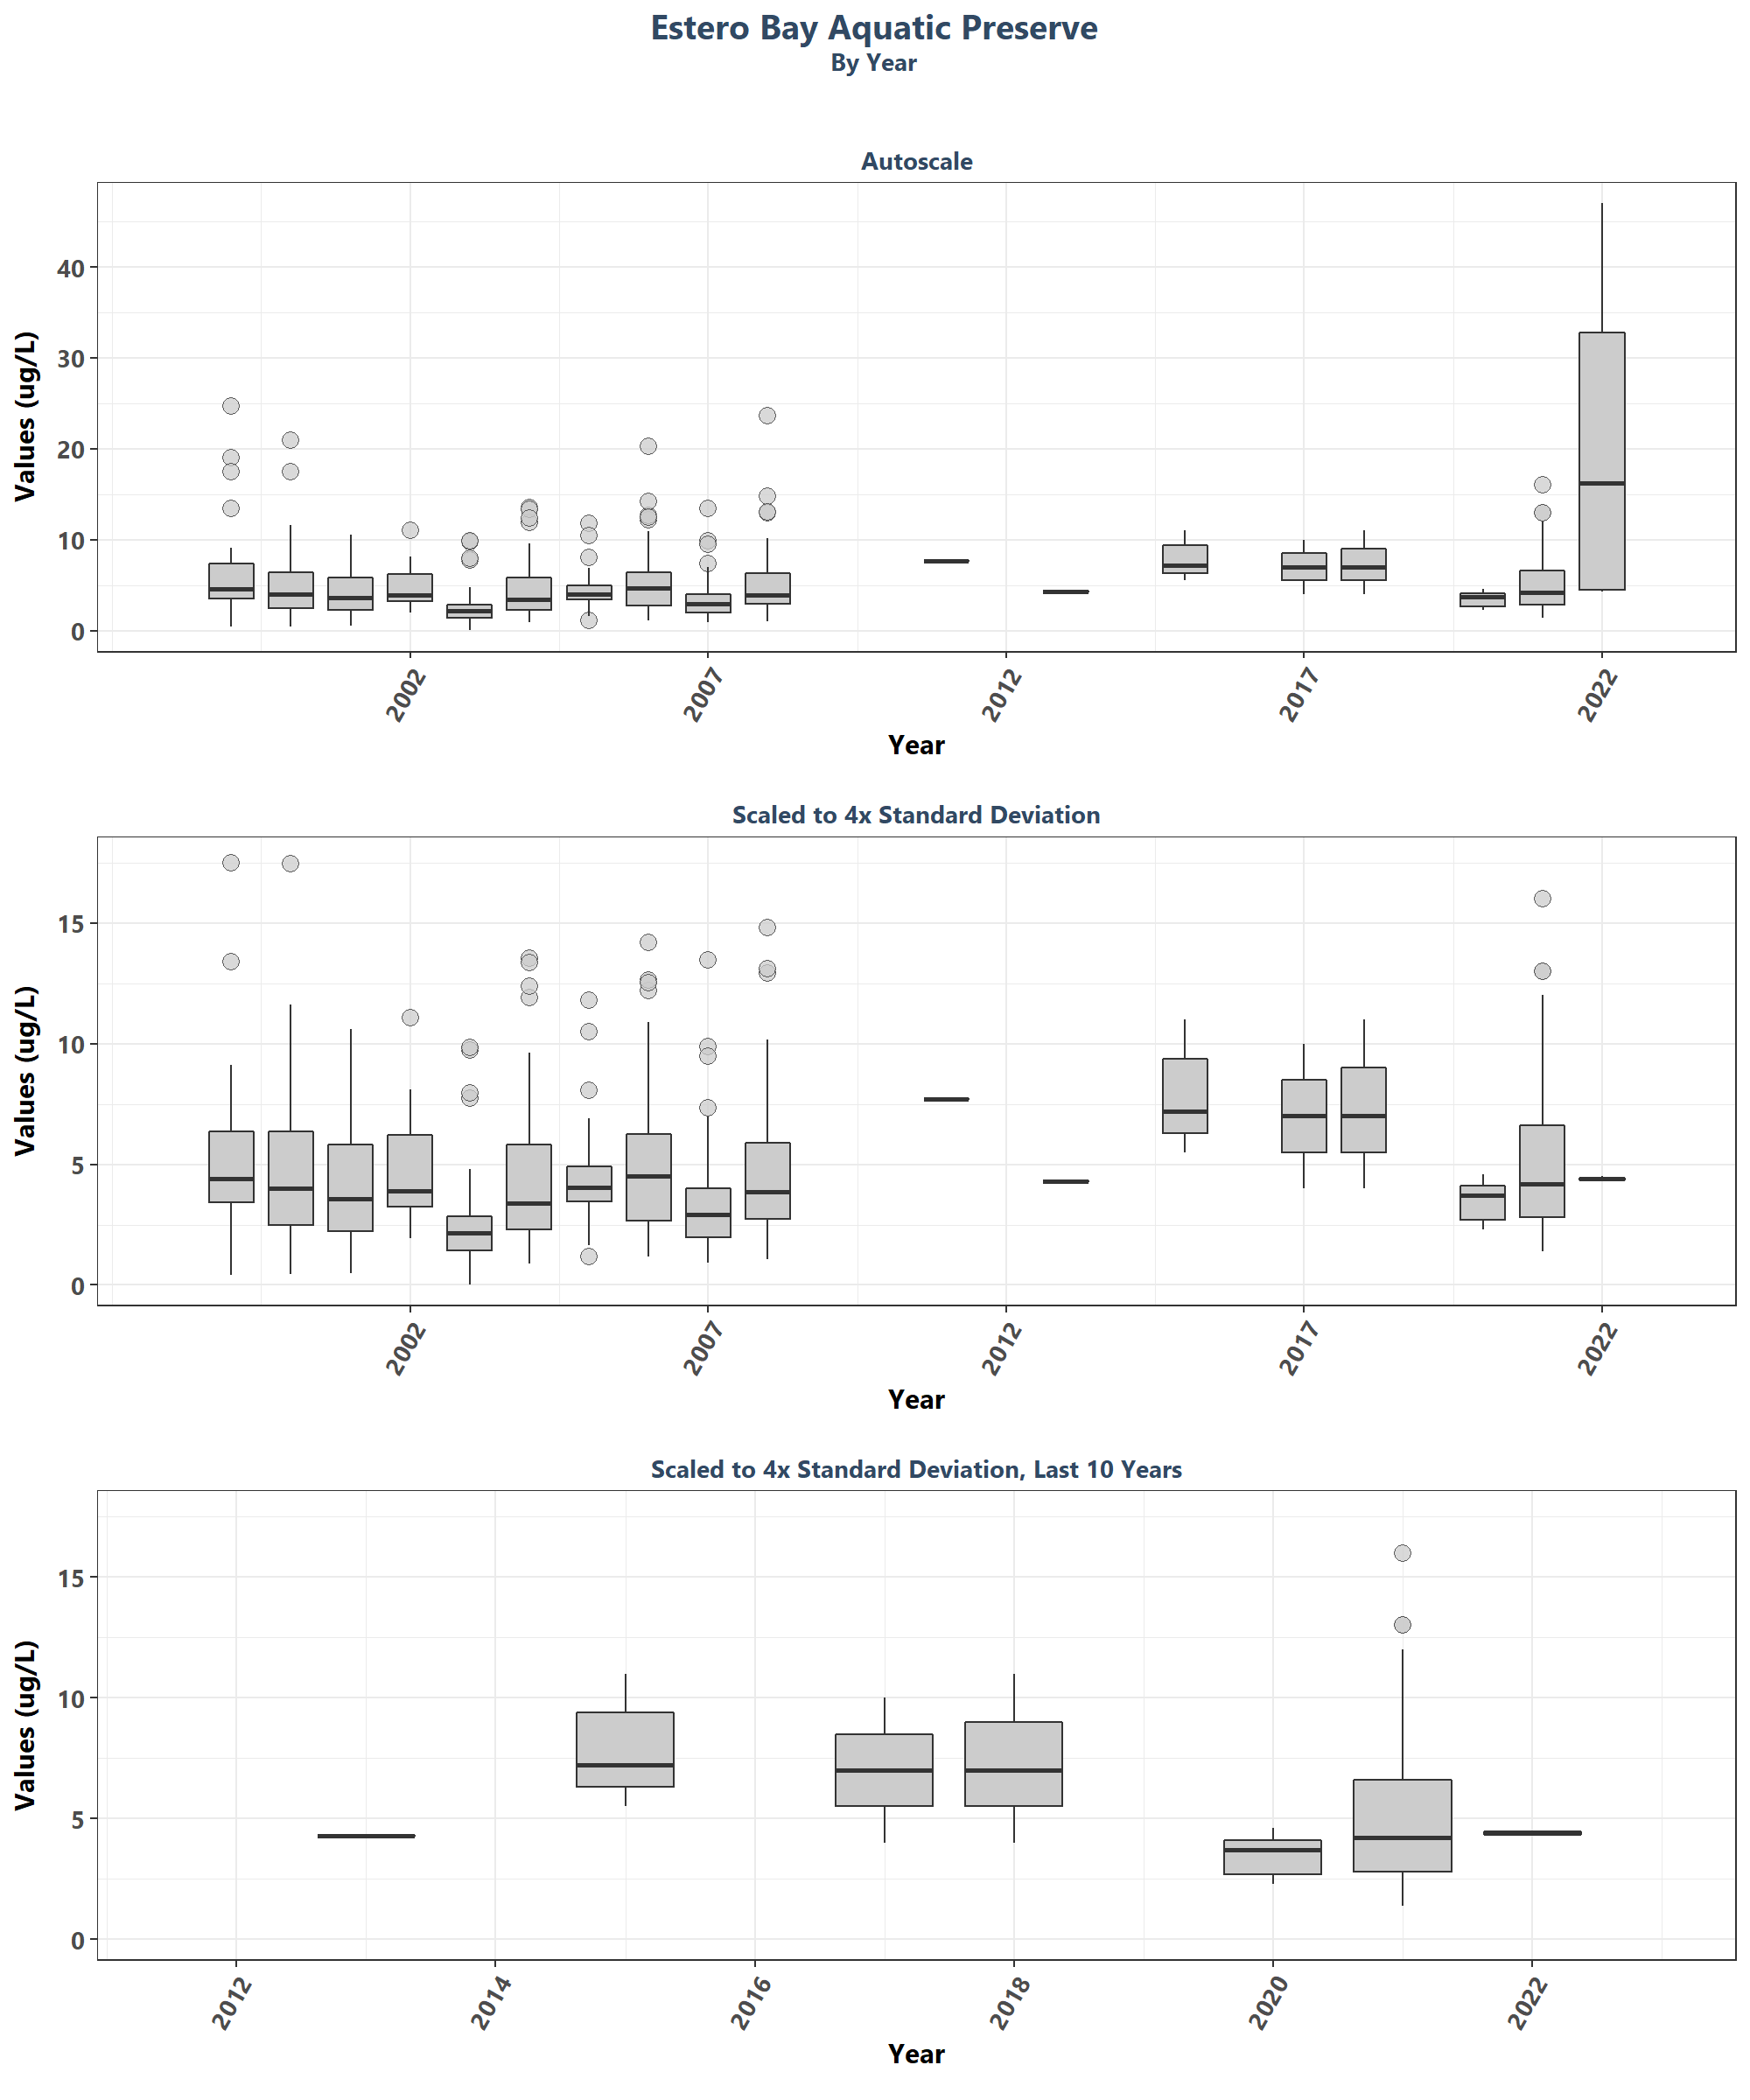 Estero Bay Aquatic Preserve
By Year
Autoscale
Values (ug/L)
40
30
20
10
0
2002
2007
2012
2017
2022
Year
Scaled to 4x Standard Deviation
Values (ug/L)
15
10
5
0
2002
2007
2012
2017
2022
Year
Scaled to 4x Standard Deviation, Last 10 Years
Values (ug/L)
15
10
5
0
2012
2014
2016
2018
2020
2022
Year